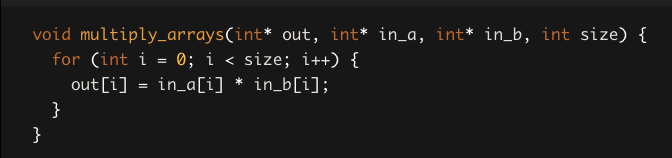 void multiply_arrays(int* out, int* in_a, int* in_b, int size) {
  for (int i = 0; i < size; i++) {
    out[i] = in_a[i] * in_b[i];
  }
}